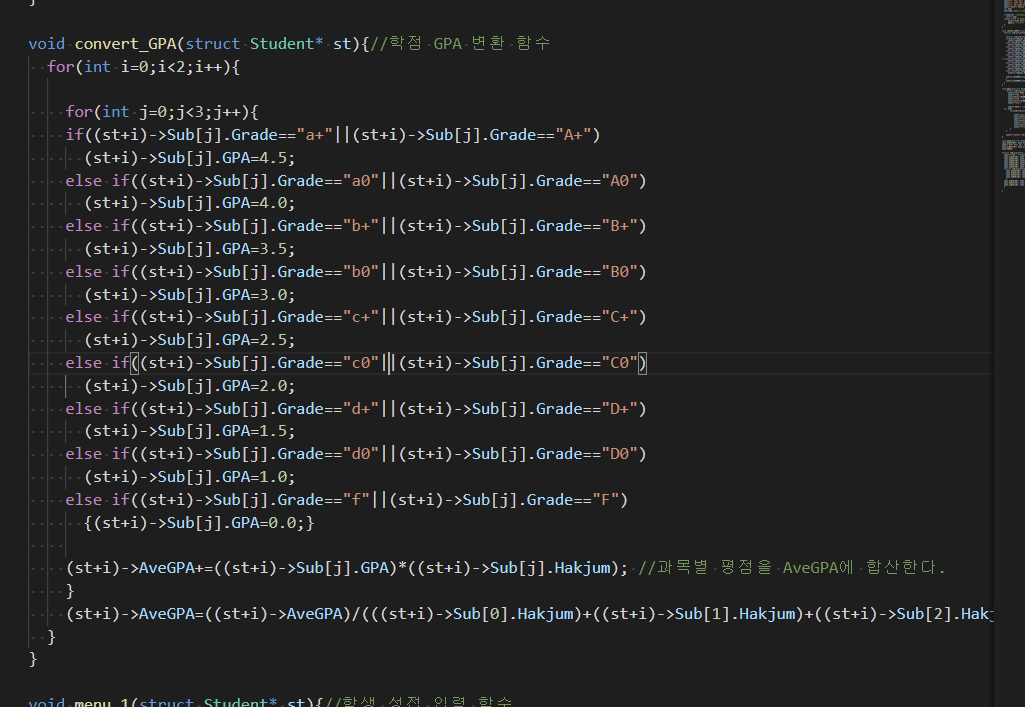 }
void convert_GPA(struct Student* st){//학점 GPA 변환 함수
for(int i=0;i<2;i++){
for(int j=0;j<3;j++){
if((st+i)->Sub[j].Grade=="a+"||(st+i)->Sub[j].Grade=="A+")
(st+i)->Sub[j].GPA=4.5;
else if((st+i)->Sub[j].Grade=="a0"||(st+i)->Sub[j].Grade=="A0")
(st+i)->Sub[j].GPA=4.0;
else if((st+i)->Sub[j].Grade=="b+"||(st+i)->Sub[j].Grade=="B+")
(st+i)->Sub[j].GPA=3.5;
else if((st+i)->Sub[j].Grade=="b0"||(st+i)->Sub[j].Grade=="B0")
(st+i)->Sub[j].GPA=3.0;
else if((st+i)->Sub[j].Grade=="c+"||(st+i)->Sub[j].Grade=="C+")
(st+i)->Sub[j].GPA=2.5;
else if((st+i)->Sub[j].Grade=="c0"||(st+i)->Sub[j].Grade=="C0")
(st+i)->Sub[j].GPA=2.0;
else if((st+i)->Sub[j].Grade=="d+"||(st+i)->Sub[j].Grade=="D+")
(st+i)->Sub[j].GPA=1.5;
else if((st+i)->Sub[j].Grade=="d0"||(st+i)->Sub[j].Grade=="D0")
(st+i)->Sub[j].GPA=1.0;
else if((st+i)->Sub[j].Grade=="f"||(st+i)->Sub[j].Grade=="F")
{(st+i)->Sub[j].GPA=0.0;}
(st+i)->AveGPA+=((st+i)->Sub[j].GPA)*((st+i)->Sub[j].Hakjum); //과목별 평점을 AveGPA에 합산한다.
}
(st+i)->AveGPA=((st+i)->AveGPA)/(((st+i)->Sub[0].Hakjum)+((st+i)->Sub[1].Hakjum)+((st+i)->Sub[2].Hak
}
}
void menu_1(struct Student* st){//학생 성적 입력 함수